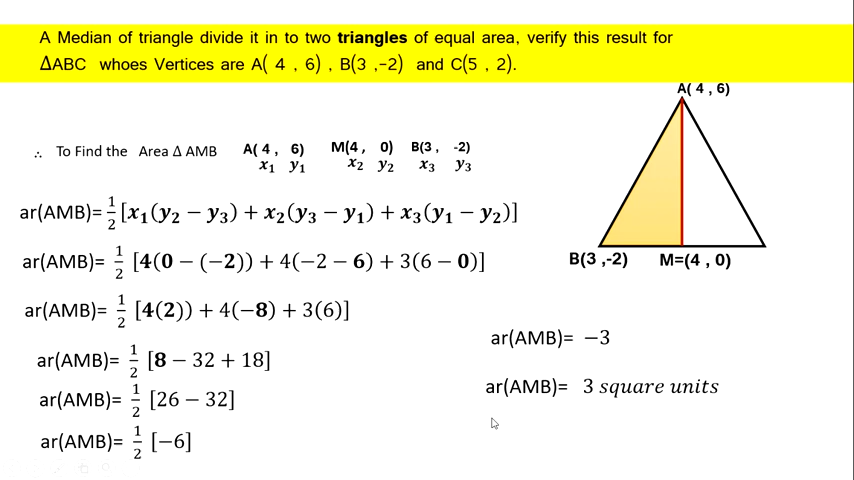 A Median of triangle divide it in to two triangles of equal area, verify this result for
ΔABC whoes Vertices are A( 4 , 6) , B(3 ,-2) and C(5 , 2).
A( 4 , 6)
∴ To Find the Area Δ AMB A( 4 , 6) M(4 , 0) B(3 , -2)
x₁ y₁ x₂ y₂ x₃ y₃
ar(AMB)= 1/2 [x₁(y₂ − y₃) + x₂(y₃ − y₁) + x₃(y₁ − y₂)]
B(3 ,-2) M=(4 , 0)
ar(AMB)= 1/2 [4(0 − (−2)) + 4(−2 − 6) + 3(6 − 0)]
ar(AMB)= 1/2 [4(2)) + 4(−8) + 3(6)]
ar(AMB)= 1/2 [8 − 32 + 18]
ar(AMB)= 1/2 [26 − 32]
ar(AMB)= 1/2 [−6]
ar(AMB)= −3
ar(AMB)= 3 square units